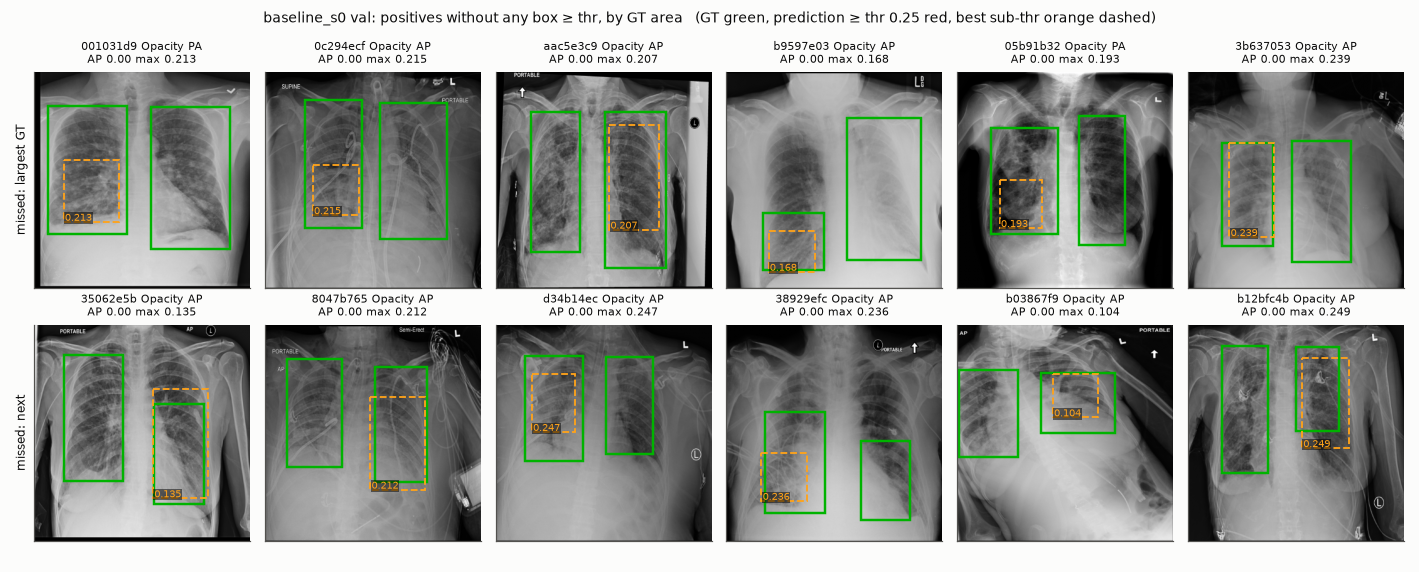 baseline_s0 val: positives without any box ≥ thr, by GT area (GT green, prediction ≥ thr 0.25 red, best sub-thr orange dashed)
001031d9 Opacity PA
AP 0.00 max 0.213
0c294ecf Opacity AP
AP 0.00 max 0.215
aac5e3c9 Opacity AP
AP 0.00 max 0.207
b9597e03 Opacity AP
AP 0.00 max 0.168
05b91b32 Opacity PA
AP 0.00 max 0.193
3b637053 Opacity AP
AP 0.00 max 0.239
missed: largest GT
0.213
SUPINE
L
PORTABLE
0.215
PORTABLE
L
0.207
L
0.168
L
0.193
0.239
35062e5b Opacity AP
AP 0.00 max 0.135
8047b765 Opacity AP
AP 0.00 max 0.212
d34b14ec Opacity AP
AP 0.00 max 0.247
38929efc Opacity AP
AP 0.00 max 0.236
b03867f9 Opacity AP
AP 0.00 max 0.104
b12bfc4b Opacity AP
AP 0.00 max 0.249
missed: next
PORTABLE
AP
L
0.135
Semi-Erect
L
PORTABLE
AP
0.212
L
0.247
L
L
PORTABLE
0.236
AP
PORTABLE
L
0.104
L
0.249
L